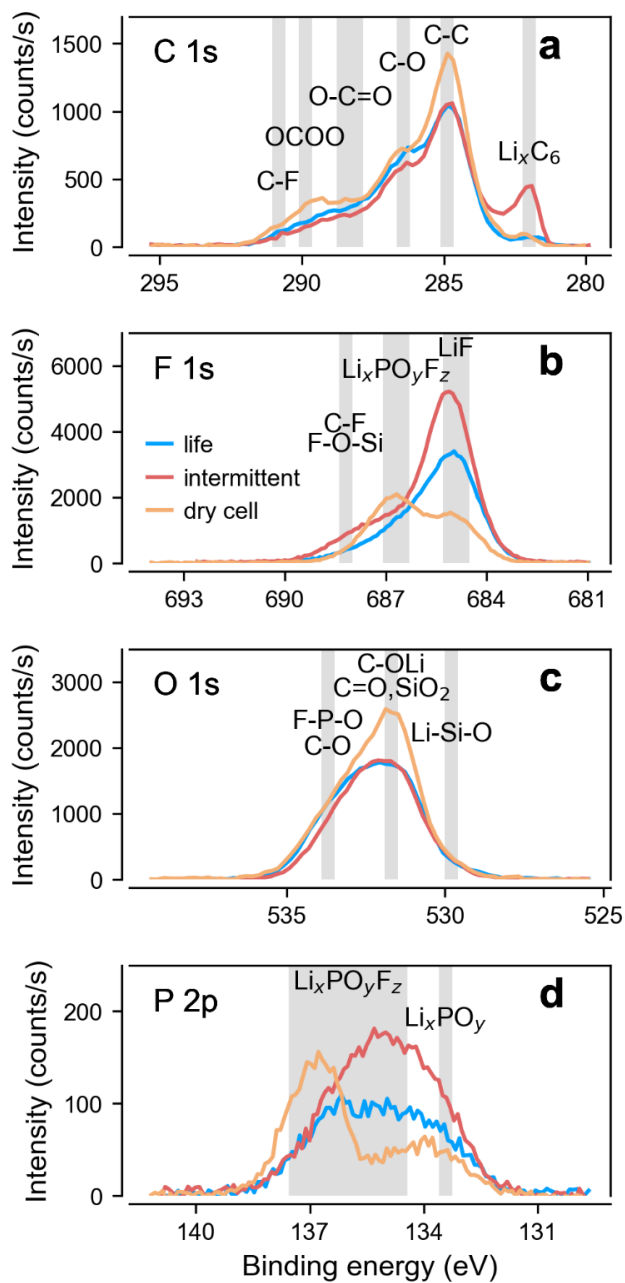 C 1s
a
C-C
C-O
O-C=O
OCOO
C-F
LiₓC₆
Intensity (counts/s)
1500
1000
500
0
295
290
285
280
F 1s
b
LiF
LiₓPOᵧF_z
C-F
F-O-Si
life
intermittent
dry cell
Intensity (counts/s)
6000
4000
2000
0
693
690
687
684
681
O 1s
c
C-OLi
C=O,SiO₂
F-P-O
C-O
Li-Si-O
Intensity (counts/s)
3000
2000
1000
0
535
530
525
P 2p
d
LiₓPOᵧF_z
LiₓPOᵧ
Intensity (counts/s)
200
100
0
140
137
134
131
Binding energy (eV)